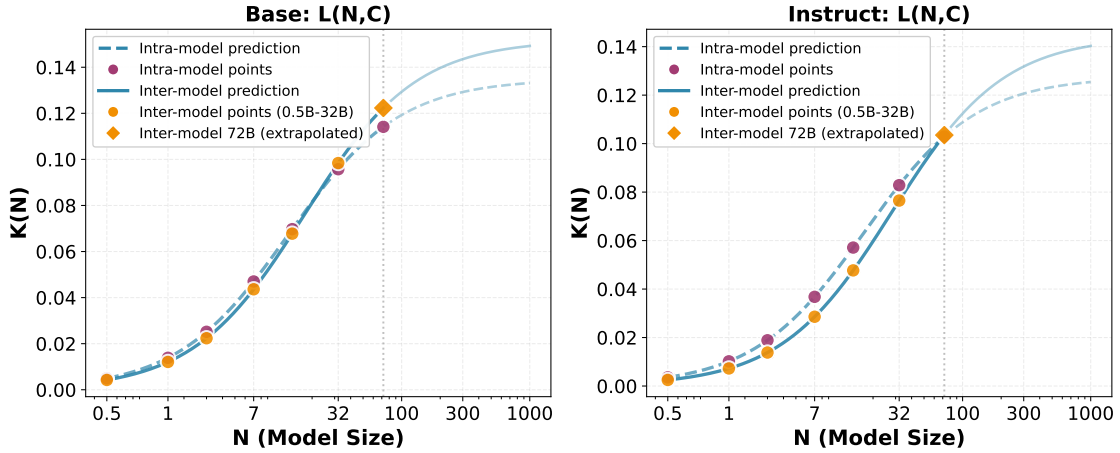 Base: L(N,C)
Intra-model prediction
Intra-model points
Inter-model prediction
Inter-model points (0.5B-32B)
Inter-model 72B (extrapolated)
K(N)
0.14
0.12
0.10
0.08
0.06
0.04
0.02
0.00
0.5 1 7 32 100 300 1000
N (Model Size)
Instruct: L(N,C)
Intra-model prediction
Intra-model points
Inter-model prediction
Inter-model points (0.5B-32B)
Inter-model 72B (extrapolated)
K(N)
0.14
0.12
0.10
0.08
0.06
0.04
0.02
0.00
0.5 1 7 32 100 300 1000
N (Model Size)